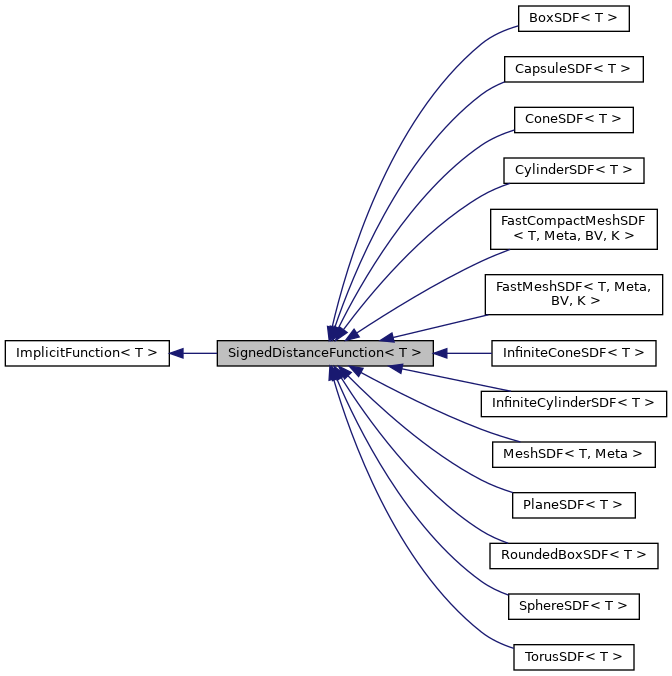 BoxSDF< T >
CapsuleSDF< T >
ConeSDF< T >
CylinderSDF< T >
FastCompactMeshSDF
< T, Meta, BV, K >
FastMeshSDF< T, Meta,
BV, K >
ImplicitFunction< T >
SignedDistanceFunction< T >
InfiniteConeSDF< T >
InfiniteCylinderSDF< T >
MeshSDF< T, Meta >
PlaneSDF< T >
RoundedBoxSDF< T >
SphereSDF< T >
TorusSDF< T >